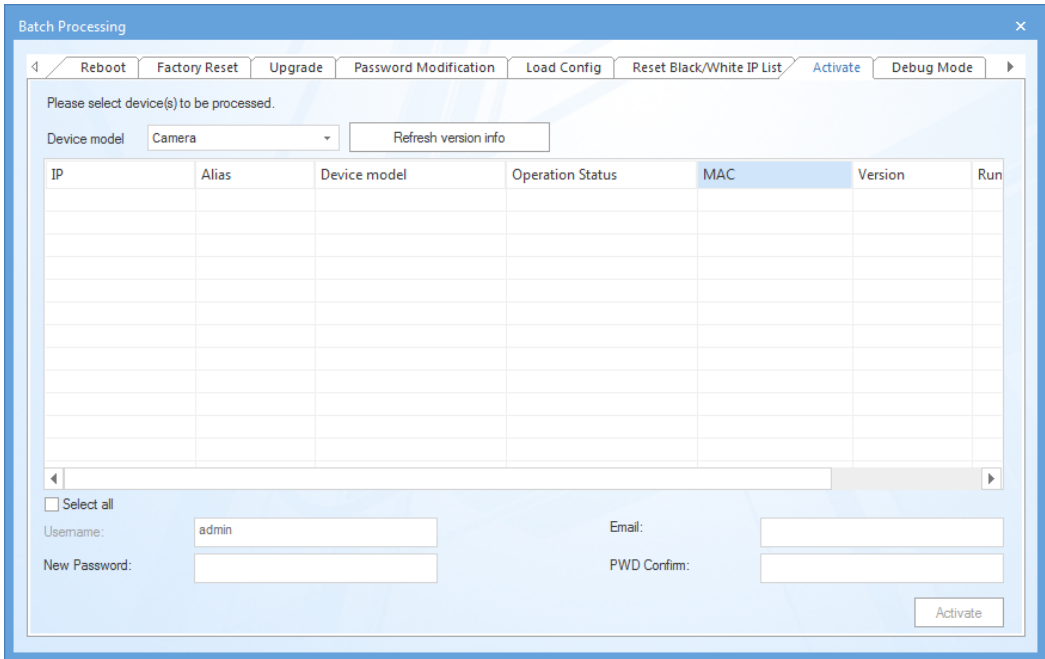 Batch Processing
Reboot Factory Reset Upgrade Password Modification Load Config Reset Black/White IP List Activate Debug Mode
Please select device(s) to be processed.
Device model Camera Refresh version info
IP Alias Device model Operation Status MAC Version Run
Select all
Username: admin Email:
New Password: PWD Confirm:
Activate